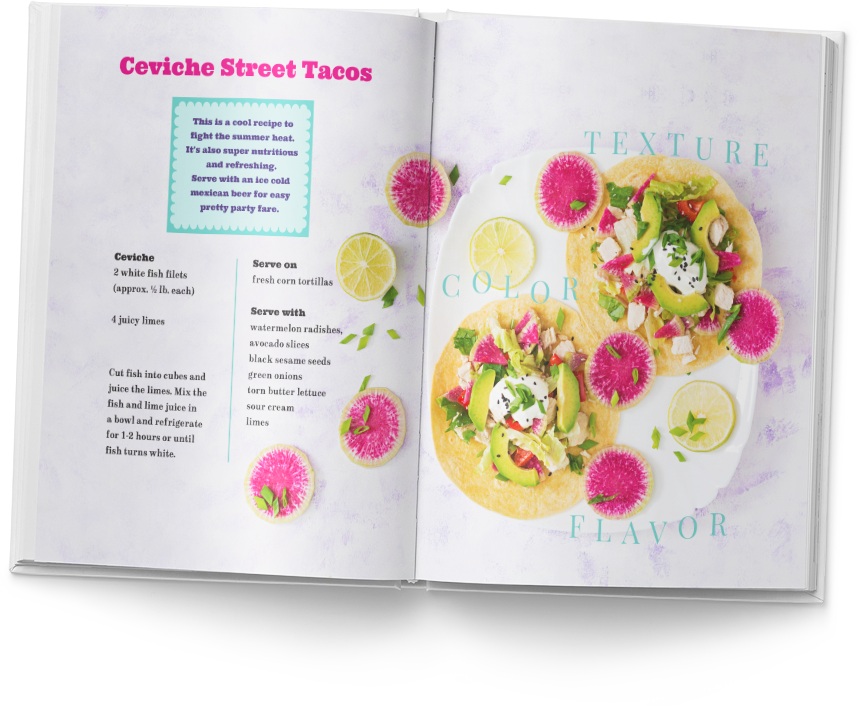 Ceviche Street Tacos
This is a cool recipe to
fight the summer heat.
It's also super nutritious
and refreshing.
Serve with an ice cold
mexican beer for easy
pretty party fare.
Ceviche
2 white fish filets
(approx. ½ lb. each)
4 juicy limes
Cut fish into cubes and
juice the limes. Mix the
fish and lime juice in
a bowl and refrigerate
for 1-2 hours or until
fish turns white.
Serve on
fresh corn tortillas
Serve with
watermelon radishes,
avocado slices
black sesame seeds
green onions
torn butter lettuce
sour cream
limes
TEXTURE
COLOR
FLAVOR